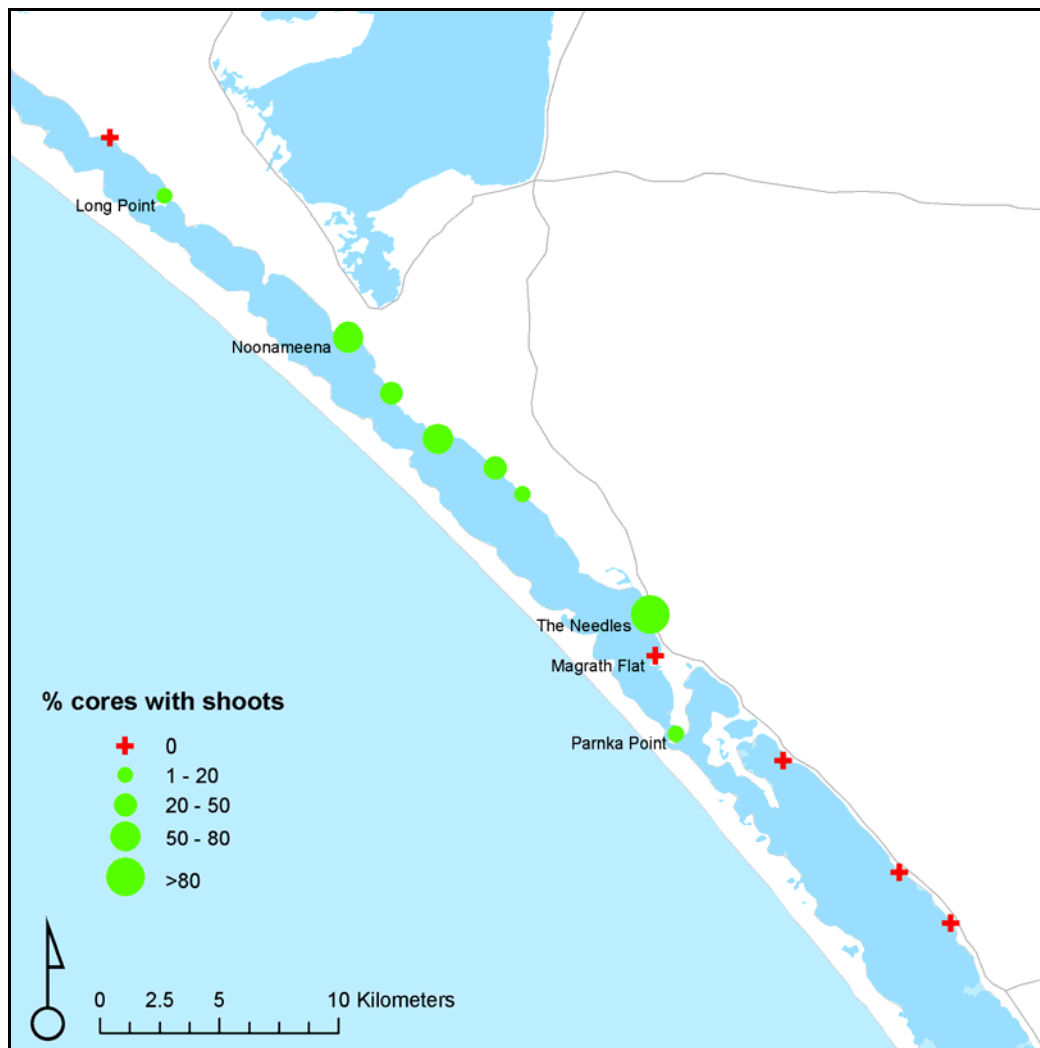 Long Point
Noonameena
The Needles
Magrath Flat
Parnka Point
% cores with shoots
0
1 - 20
20 - 50
50 - 80
>80
0 2.5 5 10 Kilometers